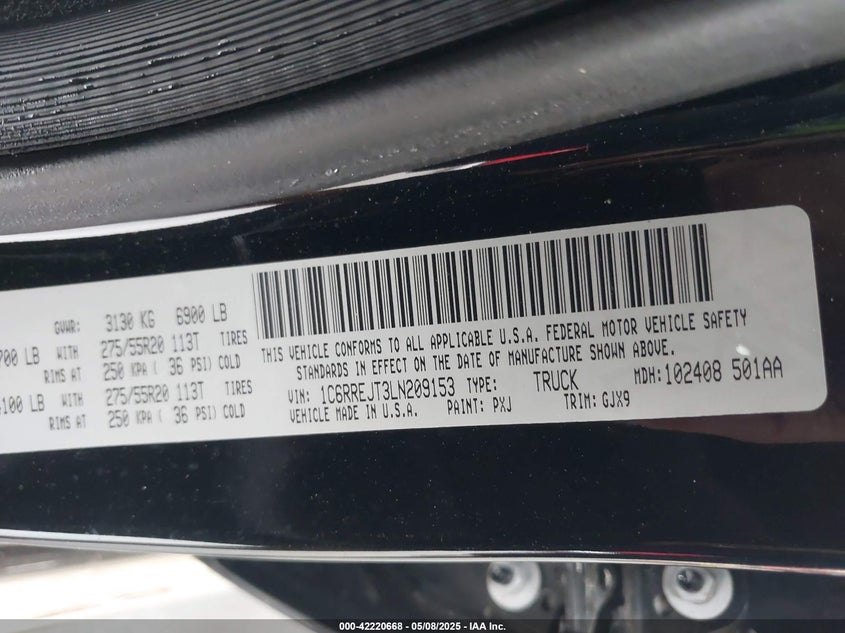 GVWR: 3130 KG 6900 LB
700 LB WITH 275/55R20 113T TIRES
RIMS AT 250 KPA ( 36 PSI) COLD
100 LB WITH 275/55R20 113T TIRES
RIMS AT 250 KPA ( 36 PSI) COLD
THIS VEHICLE CONFORMS TO ALL APPLICABLE U.S.A. FEDERAL MOTOR VEHICLE SAFETY
STANDARDS IN EFFECT ON THE DATE OF MANUFACTURE SHOWN ABOVE.
VIN: 1C6RREJT3LN209153 TYPE: TRUCK MDH: 102408 501AA
VEHICLE MADE IN U.S.A. PAINT: PXJ TRIM: GJX9
000-42220668 - 05/08/2025 - IAA Inc.